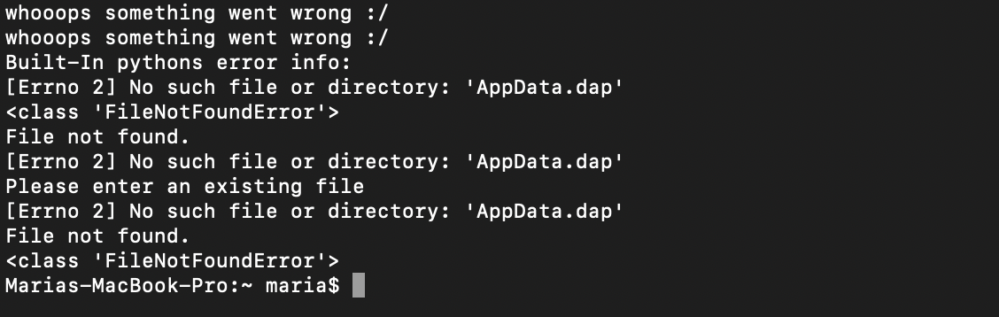 whooops something went wrong :/
whooops something went wrong :/
Built-In pythons error info:
[Errno 2] No such file or directory: 'AppData.dap'
<class 'FileNotFoundError'>
File not found.
[Errno 2] No such file or directory: 'AppData.dap'
Please enter an existing file
[Errno 2] No such file or directory: 'AppData.dap'
File not found.
<class 'FileNotFoundError'>
Marias-MacBook-Pro:~ maria$